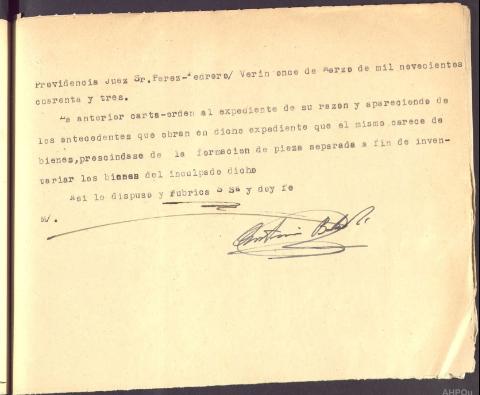 Providencia Juez Sr.Perez-Pedrero/ Verin once de Marzo de mil novecientos
cuarenta y tres.
La anterior carta-orden al expediente de su razon y apareciendo de
los antecedentes que obran en dicho expediente que el mismo carece de
bienes,prescindase de la formacion de pieza separada a fin de inven-
tariar los bienes del inculpado dicho
Asi lo dispuso y rubrica S Sª y doy fe
M/.
AHPOu